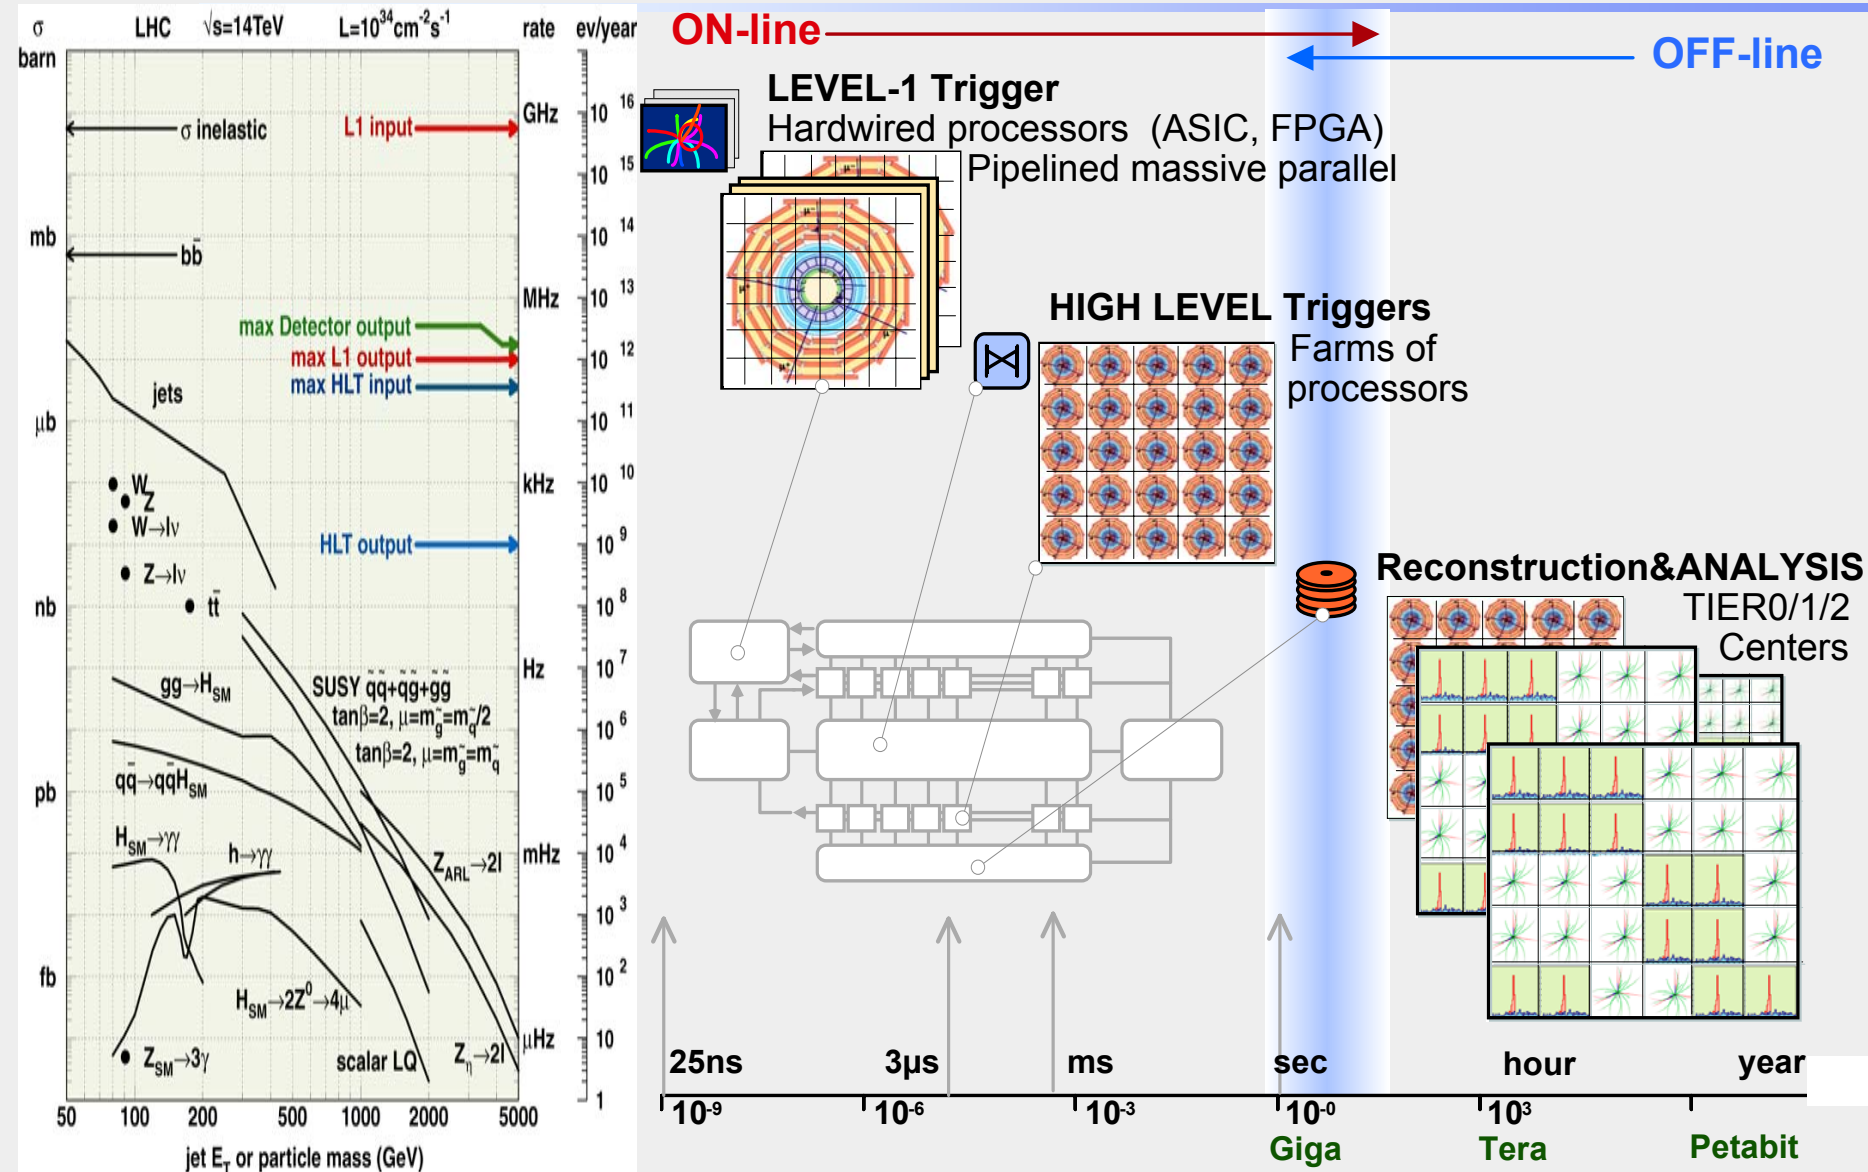 σ LHC √s=14TeV L=10³⁴cm⁻²s⁻¹ rate ev/year
barn
GHz 10¹⁶
σ inelastic L1 input
10¹⁵
mb 10¹⁴
bb̄
MHz 10¹³
max Detector output
max L1 output 10¹²
max HLT input
jets
μb 10¹¹
W kHz 10¹⁰
Z
W→lν
HLT output 10⁹
Z→lν
nb tt̄ 10⁸
Hz 10⁷
gg→H_SM
SUSY q̃q̃+q̃g̃+g̃g̃
tanβ=2, μ=m_g̃=m_q̃/2
10⁶
tanβ=2, μ=m_g̃=m_q̃
qq̄→qq̄H_SM
pb 10⁵
H_SM→γγ
h→γγ mHz 10⁴
Z_ARL→2l
10³
fb 10²
H_SM→2Z⁰→4μ
μHz 10
Z_SM→3γ scalar LQ Z_η→2l
1
50 100 200 500 1000 2000 5000
jet E_T or particle mass (GeV)
ON-line
OFF-line
LEVEL-1 Trigger
Hardwired processors (ASIC, FPGA)
Pipelined massive parallel
HIGH LEVEL Triggers
Farms of
processors
Reconstruction&ANALYSIS
TIER0/1/2
Centers
25ns 3μs ms sec hour year
10⁻⁹ 10⁻⁶ 10⁻³ 10⁻⁰ 10³
Giga Tera Petabit